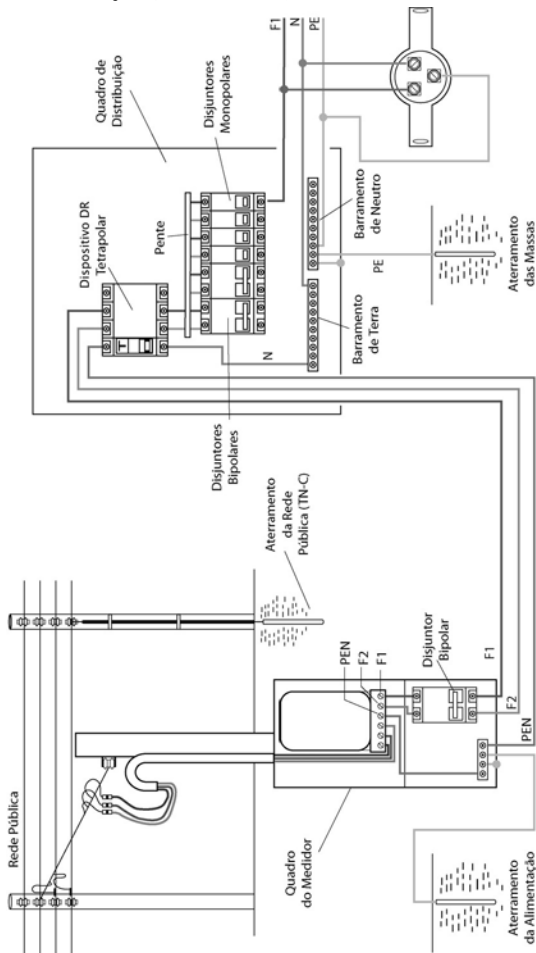 Rede Pública
Aterramento
da Rede
Pública (TN-C)
Quadro
do Medidor
PEN
F2
F1
Disjuntor
Bipolar
F1
F2
PEN
Aterramento
da Alimentação
Quadro de
Distribuição
Dispositivo DR
Tetrapolar
T
Pente
Disjuntores
Monopolares
Disjuntores
Bipolares
N
F1
N
PE
Barramento
de Neutro
Barramento
de Terra
PE
Aterramento
das Massas